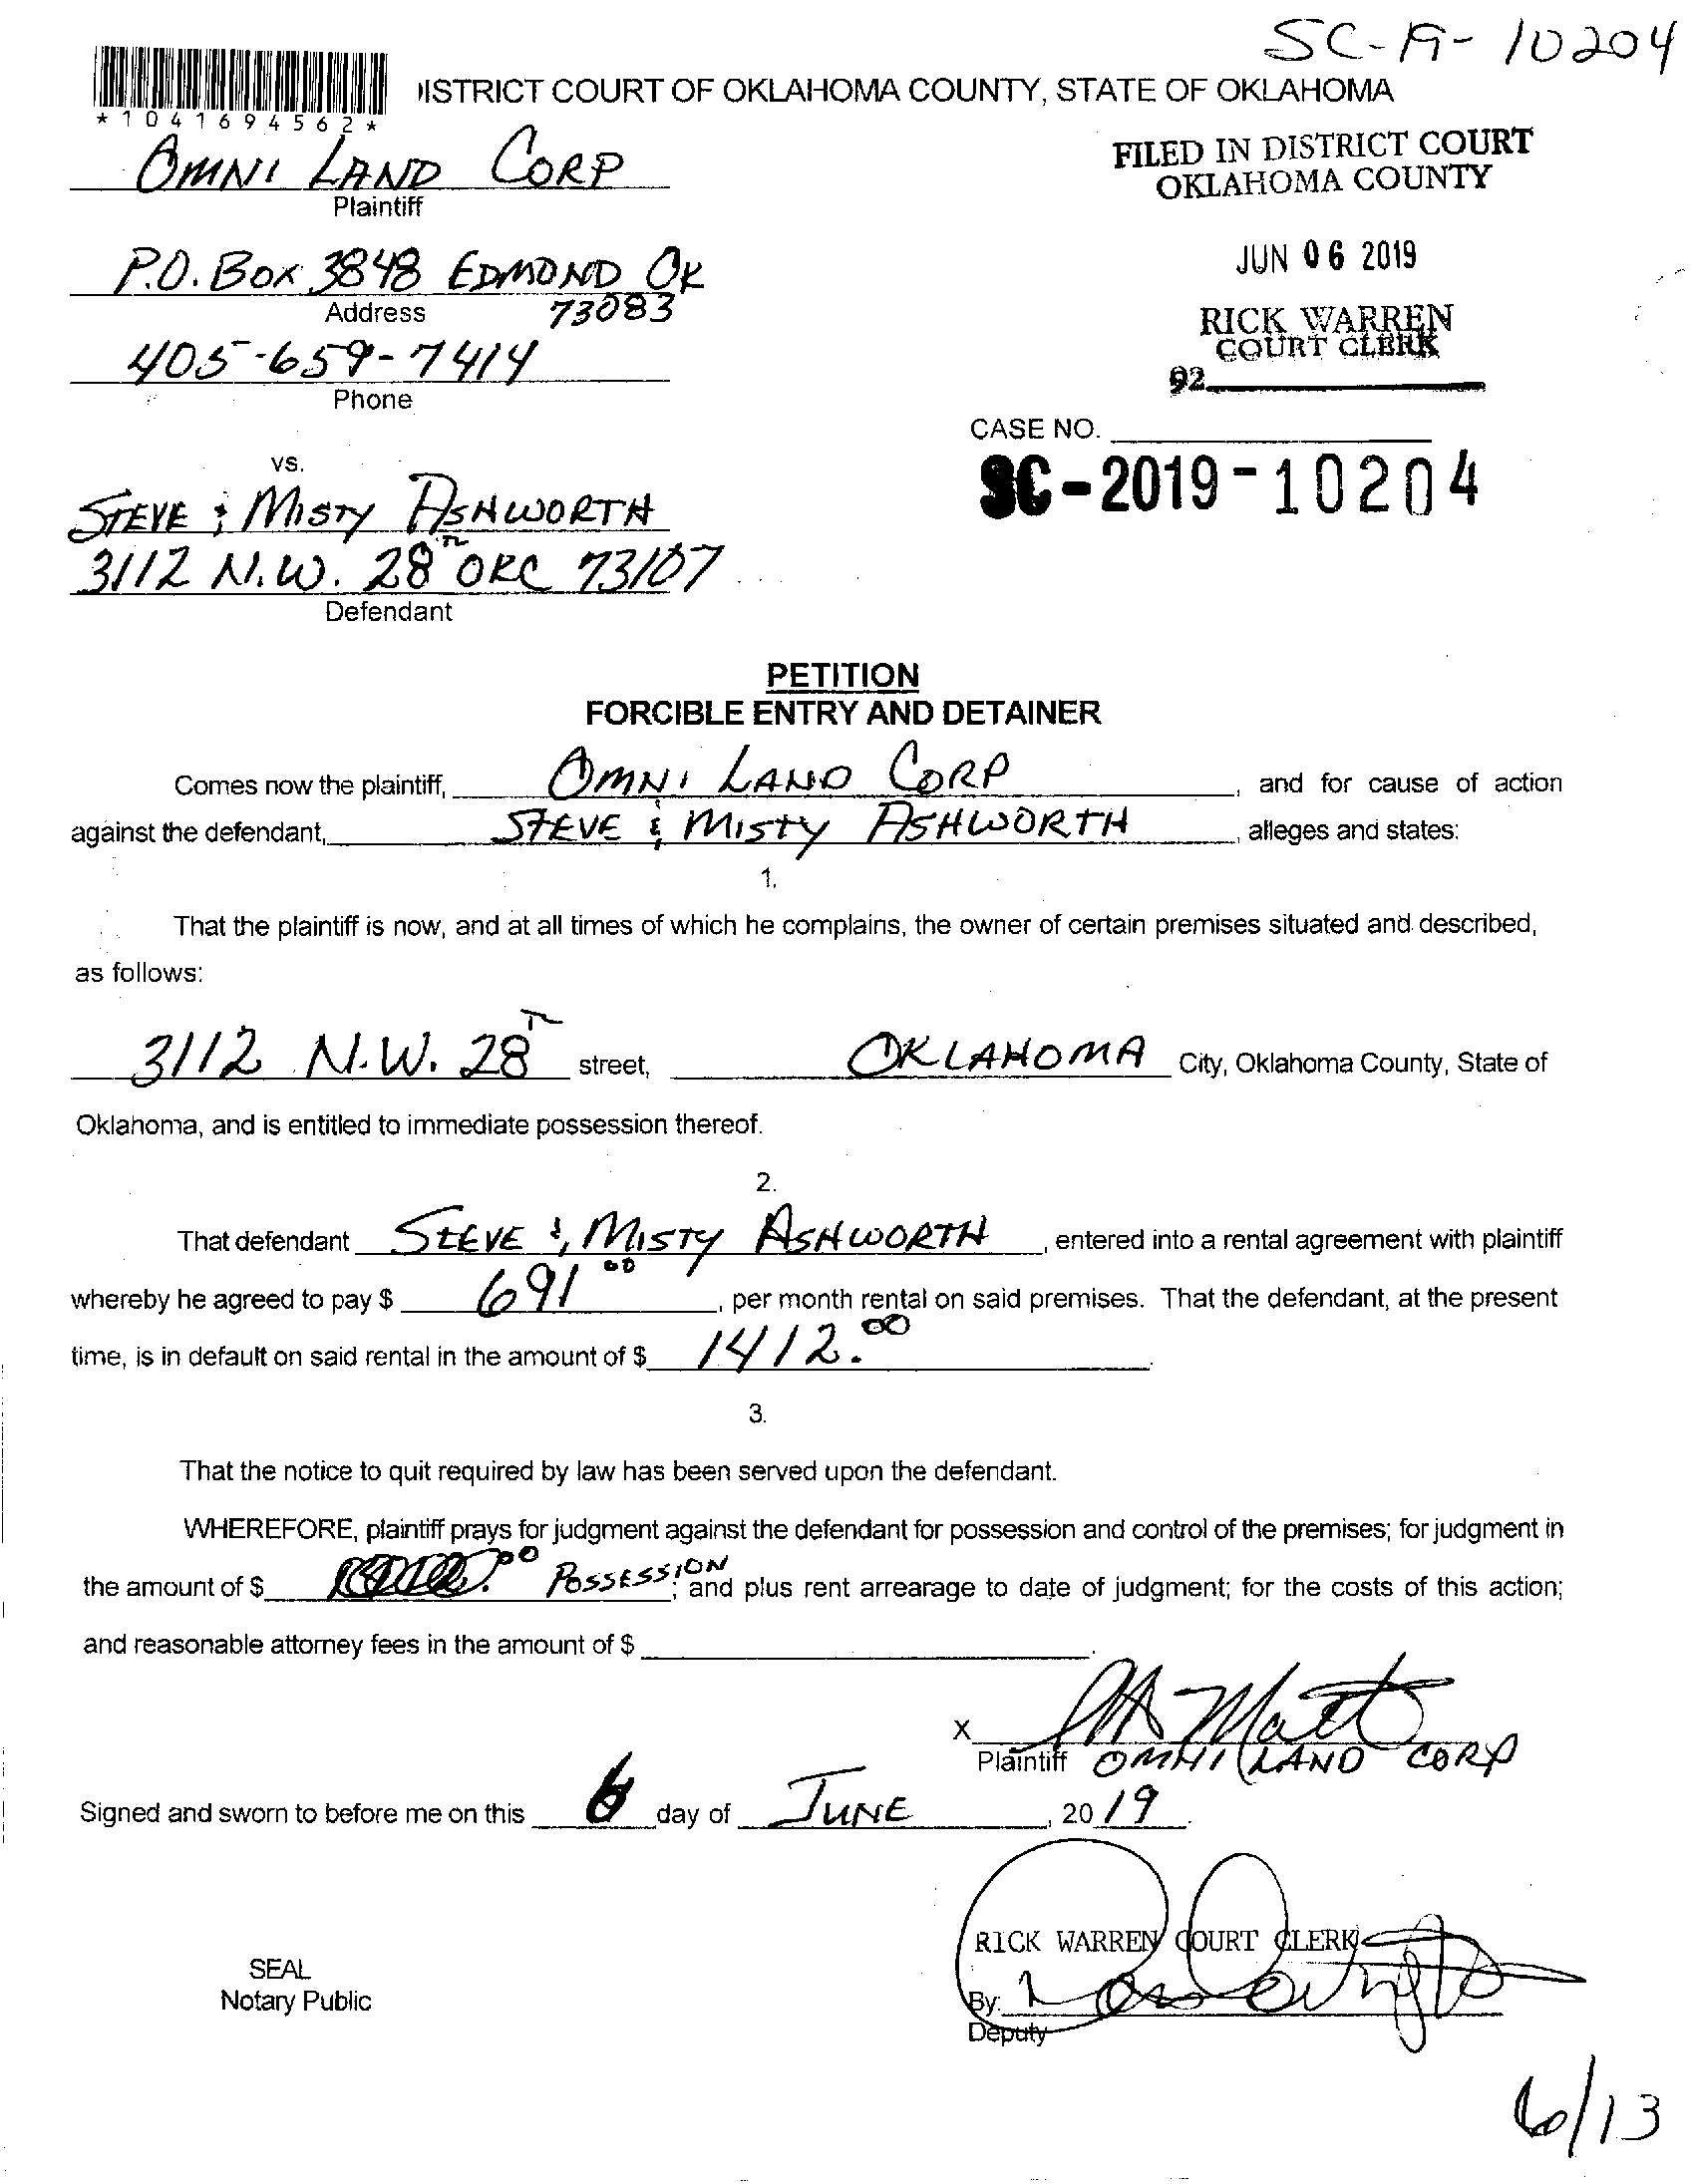 SC-19-10204
*1041694562*
ISTRICT COURT OF OKLAHOMA COUNTY, STATE OF OKLAHOMA
OMNI LAND CORP
Plaintiff
FILED IN DISTRICT COURT
OKLAHOMA COUNTY
P.O. BOX 3848 EDMOND OK
73083
Address
JUN 06 2019
405-659-7414
Phone
RICK WARREN
COURT CLERK
92
CASE NO.
SC-2019-10204
vs.
STEVE & MISTY ASHWORTH
3112 N.W. 28TH OKC 73107
Defendant
PETITION
FORCIBLE ENTRY AND DETAINER
Comes now the plaintiff, OMNI LAND CORP, and for cause of action
against the defendant, STEVE & MISTY ASHWORTH, alleges and states:
1.
That the plaintiff is now, and at all times of which he complains, the owner of certain premises situated and described,
as follows:
3112 N.W. 28TH street, OKLAHOMA City, Oklahoma County, State of
Oklahoma, and is entitled to immediate possession thereof.
2.
That defendant STEVE & MISTY ASHWORTH, entered into a rental agreement with plaintiff
whereby he agreed to pay $ 691 00, per month rental on said premises. That the defendant, at the present
time, is in default on said rental in the amount of $ 1412.00.
3.
That the notice to quit required by law has been served upon the defendant.
WHEREFORE, plaintiff prays for judgment against the defendant for possession and control of the premises; for judgment in
the amount of $ .00 POSSESSION; and plus rent arrearage to date of judgment; for the costs of this action;
and reasonable attorney fees in the amount of $ .
X
Plaintiff OMNI LAND CORP
Signed and sworn to before me on this 6 day of JUNE, 20 19.
RICK WARREN COURT CLERK
SEAL
Notary Public
By:
Deputy
6/13